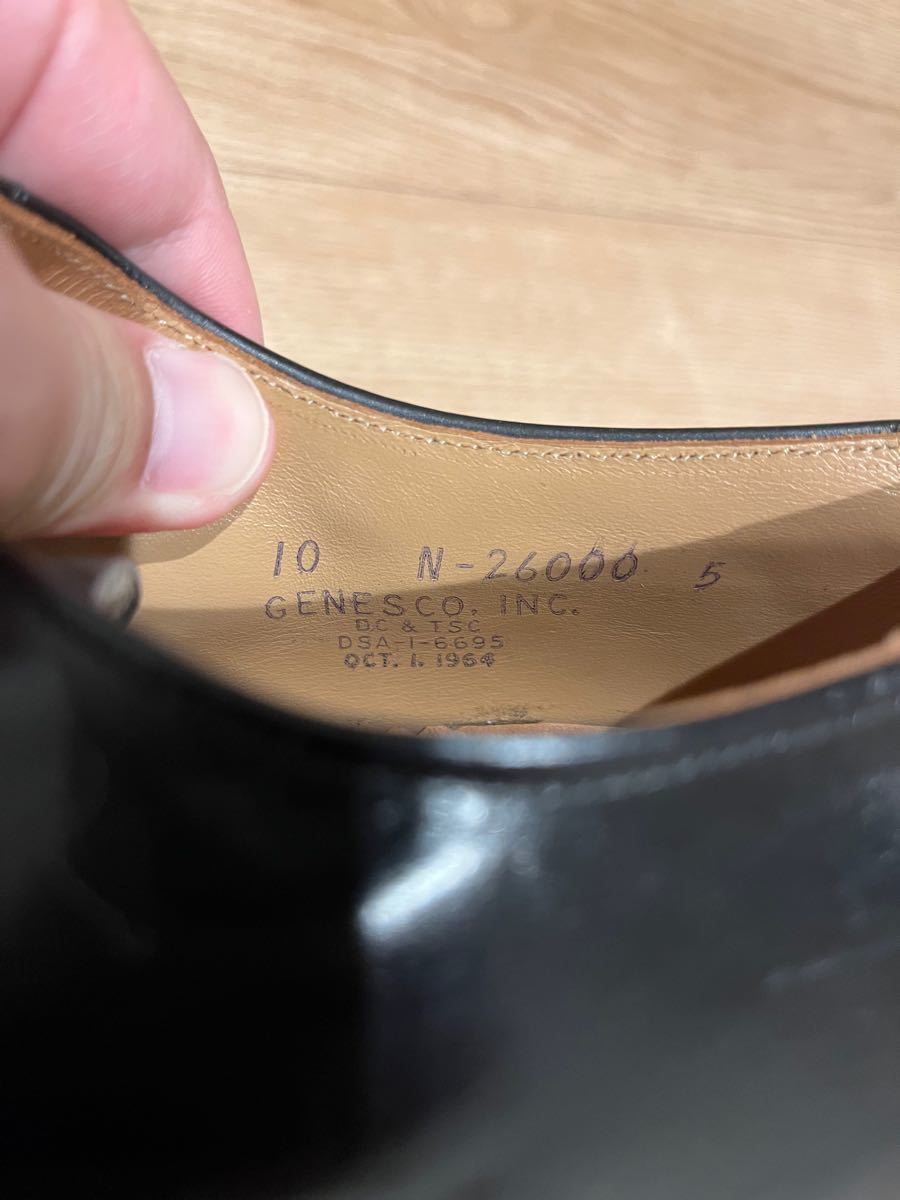 10 N-26000 5
GENESCO, INC.
DC & TSC
DSA-1-6695
OCT. 1. 1964